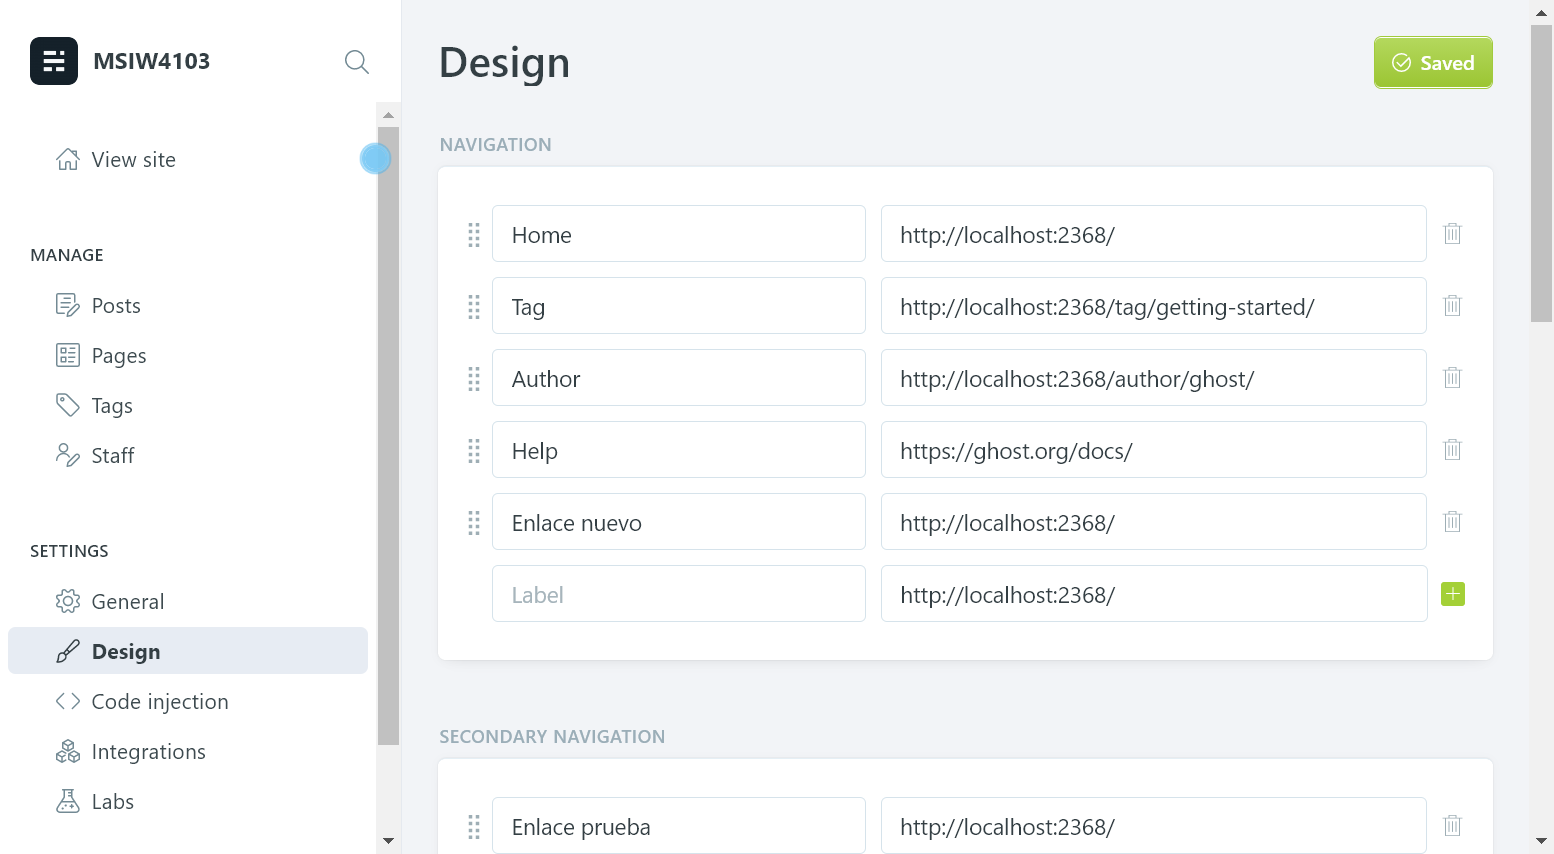 MSIW4103
View site
MANAGE
Posts
Pages
Tags
Staff
SETTINGS
General
Design
Code injection
Integrations
Labs
Design
Saved
NAVIGATION
Home http://localhost:2368/
Tag http://localhost:2368/tag/getting-started/
Author http://localhost:2368/author/ghost/
Help https://ghost.org/docs/
Enlace nuevo http://localhost:2368/
Label http://localhost:2368/
SECONDARY NAVIGATION
Enlace prueba http://localhost:2368/